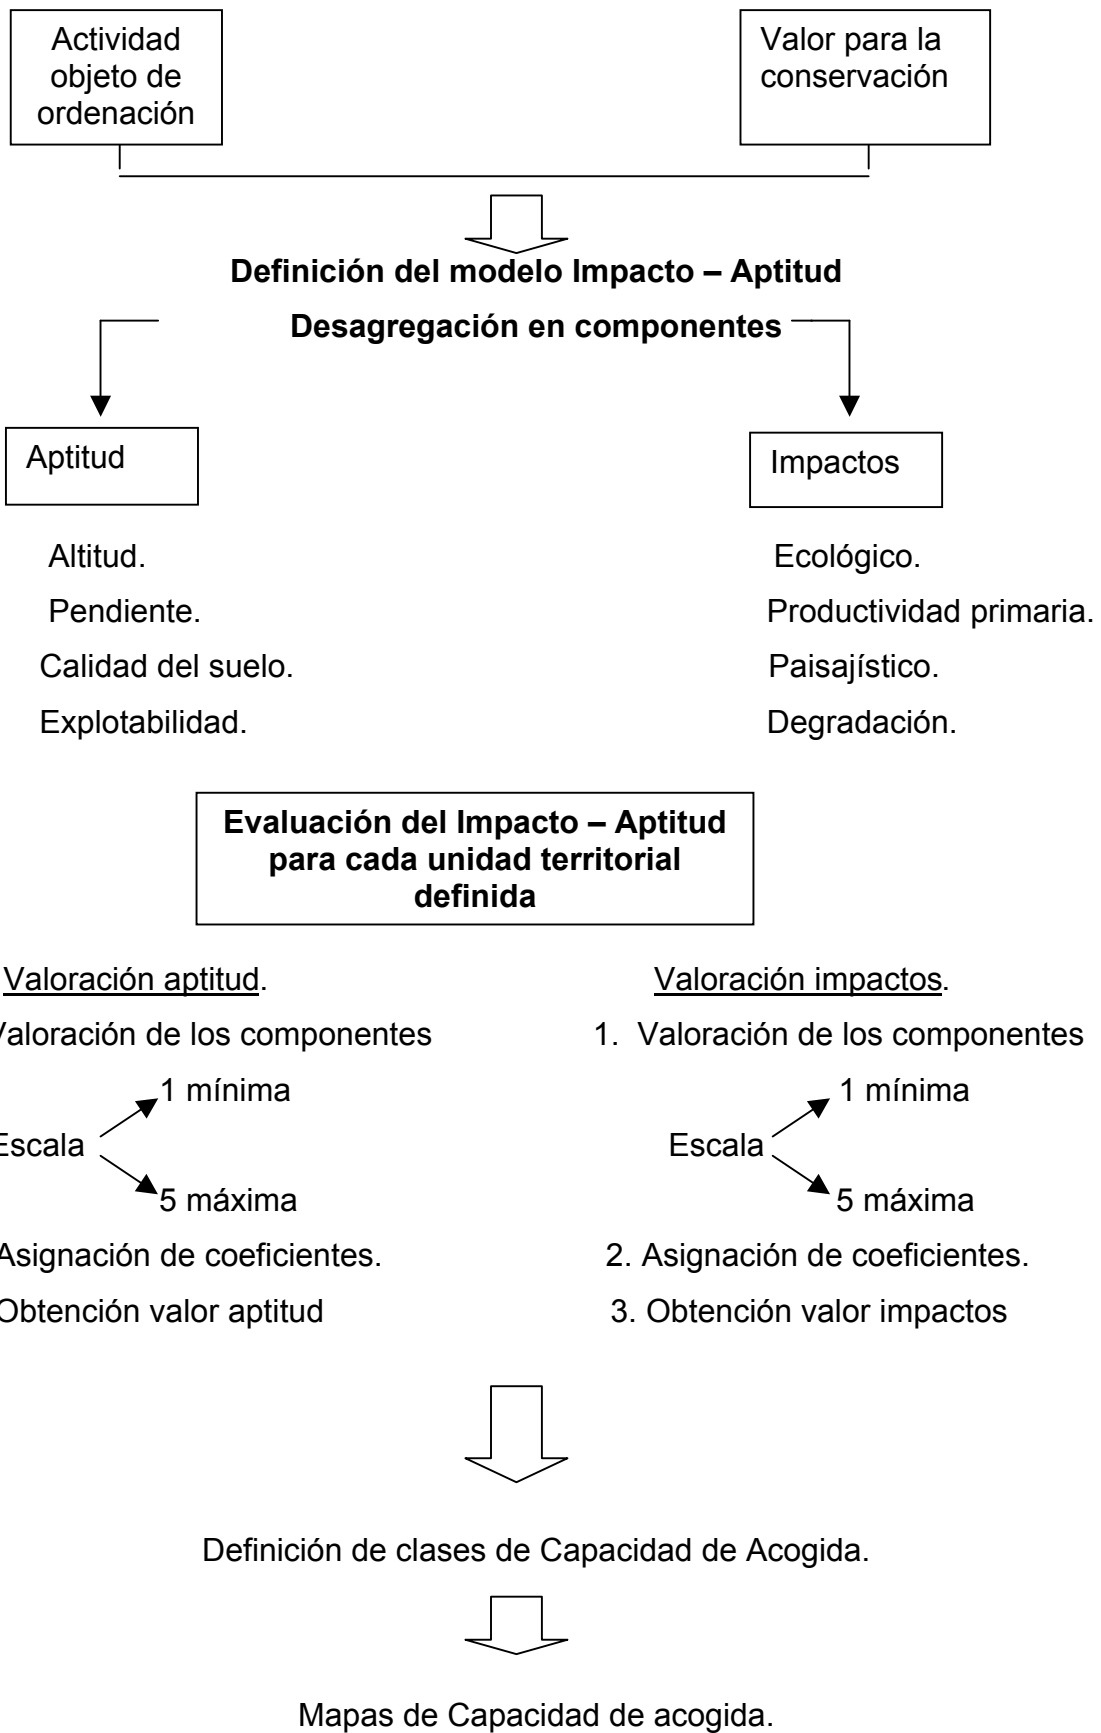 Actividad
objeto de
ordenación
Valor para la
conservación
Definición del modelo Impacto – Aptitud
Desagregación en componentes
Aptitud
Impactos
Altitud.
Pendiente.
Calidad del suelo.
Explotabilidad.
Ecológico.
Productividad primaria.
Paisajístico.
Degradación.
Evaluación del Impacto – Aptitud
para cada unidad territorial
definida
Valoración aptitud.
Valoración de los componentes
1 mínima
Escala
5 máxima
Asignación de coeficientes.
Obtención valor aptitud
Valoración impactos.
1. Valoración de los componentes
1 mínima
Escala
5 máxima
2. Asignación de coeficientes.
3. Obtención valor impactos
Definición de clases de Capacidad de Acogida.
Mapas de Capacidad de acogida.